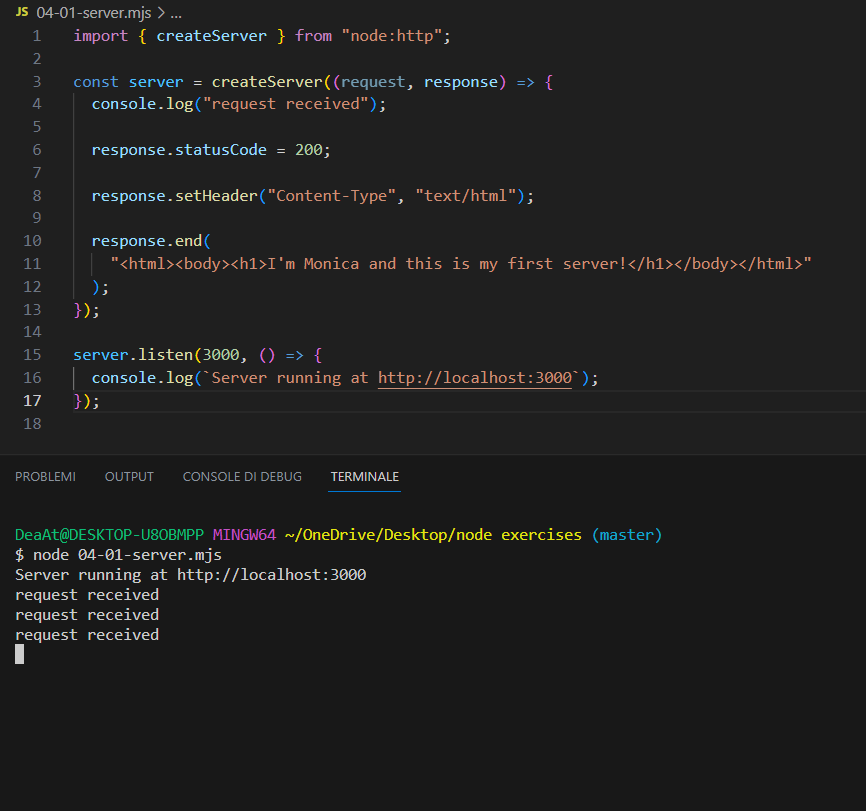 JS 04-01-server.mjs > ...
1 import { createServer } from "node:http";
2
3 const server = createServer((request, response) => {
4 console.log("request received");
5
6 response.statusCode = 200;
7
8 response.setHeader("Content-Type", "text/html");
9
10 response.end(
11 "<html><body><h1>I'm Monica and this is my first server!</h1></body></html>"
12 );
13 });
14
15 server.listen(3000, () => {
16 console.log(`Server running at http://localhost:3000`);
17 });
18
PROBLEMI OUTPUT CONSOLE DI DEBUG TERMINALE
DeaAt@DESKTOP-U8OBMPP MINGW64 ~/OneDrive/Desktop/node exercises (master)
$ node 04-01-server.mjs
Server running at http://localhost:3000
request received
request received
request received